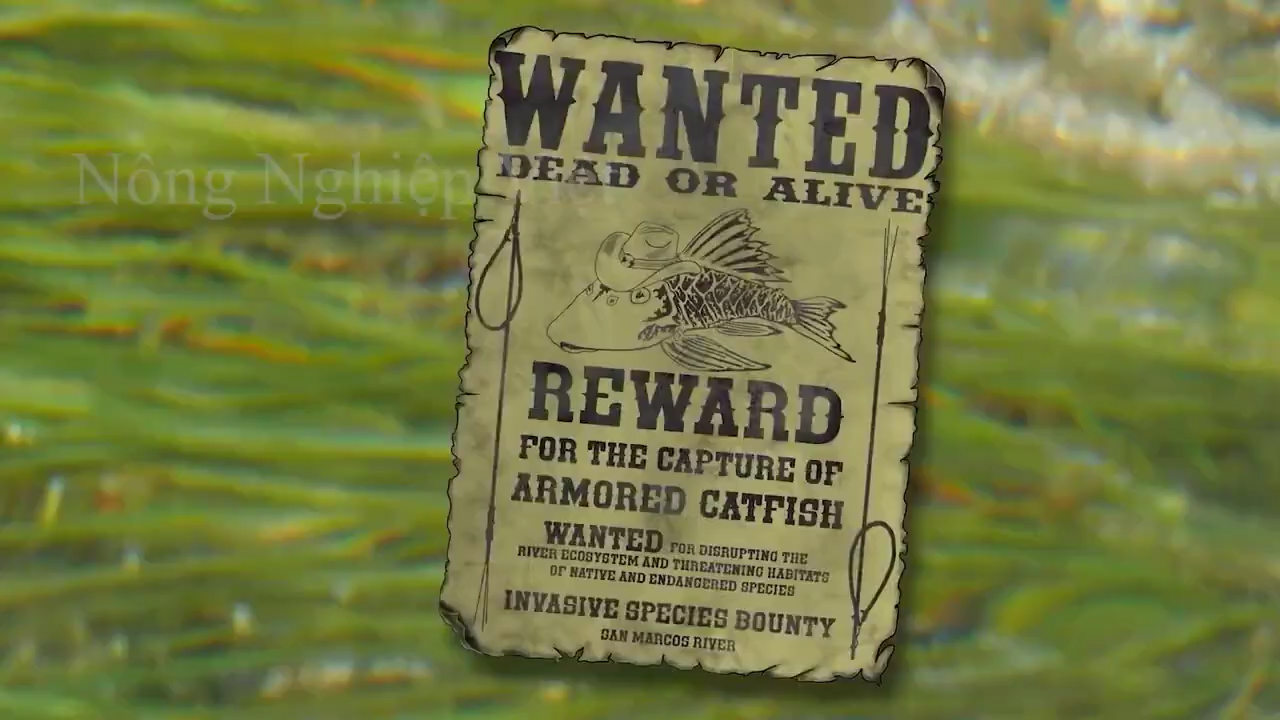 WANTED
DEAD OR ALIVE
Nông Nghiệp
REWARD
FOR THE CAPTURE OF
ARMORED CATFISH
WANTED FOR DISRUPTING THE
RIVER ECOSYSTEM AND THREATENING HABITATS
OF NATIVE AND ENDANGERED SPECIES
INVASIVE SPECIES BOUNTY
SAN MARCOS RIVER